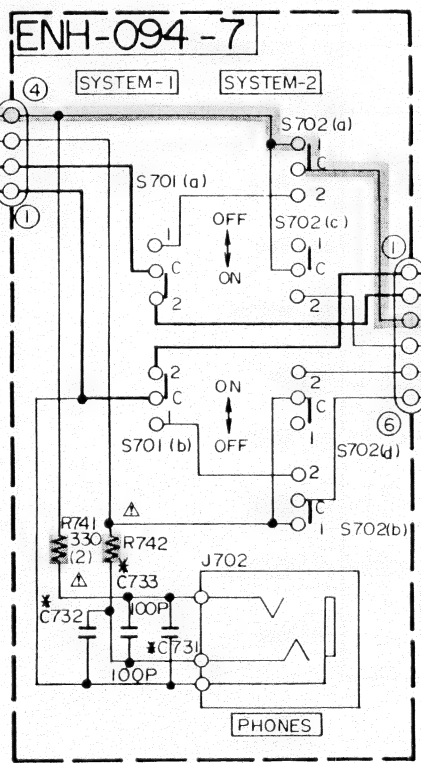 ENH-094-7
SYSTEM-1 SYSTEM-2
4
S702(a)
1
C
S701(a)
2
1
OFF
S702(c)
1
1
C
ON
C
1
2
2
2
ON
2
C
C
1
OFF
1
6
S701(b)
S702(d)
2
C
1
S702(b)
R741
330
(2)
R742
J702
*
C733
*
C732
100P
*C731
100P
PHONES